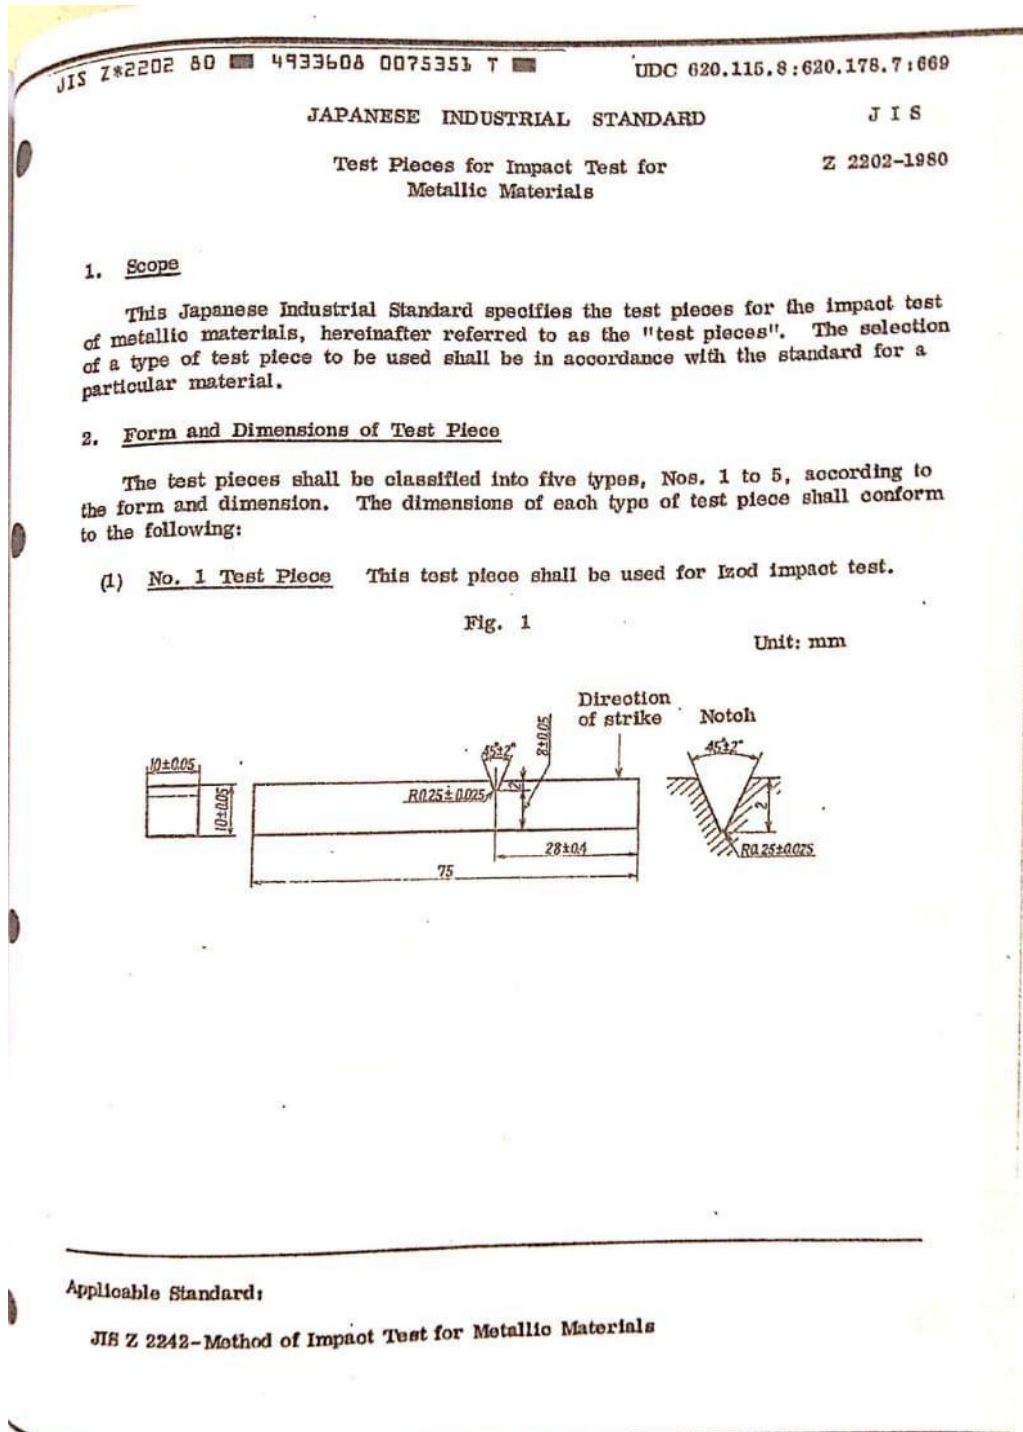 JIS Z*2202 80 ■ 4933608 0075351 T ■
UDC 620.115.8:620.178.7:669
JAPANESE INDUSTRIAL STANDARD
J I S
Test Pieces for Impact Test for
Metallic Materials
Z 2202-1980
1. Scope
This Japanese Industrial Standard specifies the test pieces for the impact test
of metallic materials, hereinafter referred to as the "test pieces". The selection
of a type of test piece to be used shall be in accordance with the standard for a
particular material.
2. Form and Dimensions of Test Piece
The test pieces shall be classified into five types, Nos. 1 to 5, according to
the form and dimension. The dimensions of each type of test piece shall conform
to the following:
(1) No. 1 Test Piece This test piece shall be used for Izod impact test.
Fig. 1
Unit: mm
Direction
of strike
Notch
10±0.05
10±0.05
45°±2°
8±0.05
2
R0.25±0.025
28±0.4
75
45°±2°
2
R0.25±0.025
Applicable Standard:
JIS Z 2242-Method of Impact Test for Metallic Materials